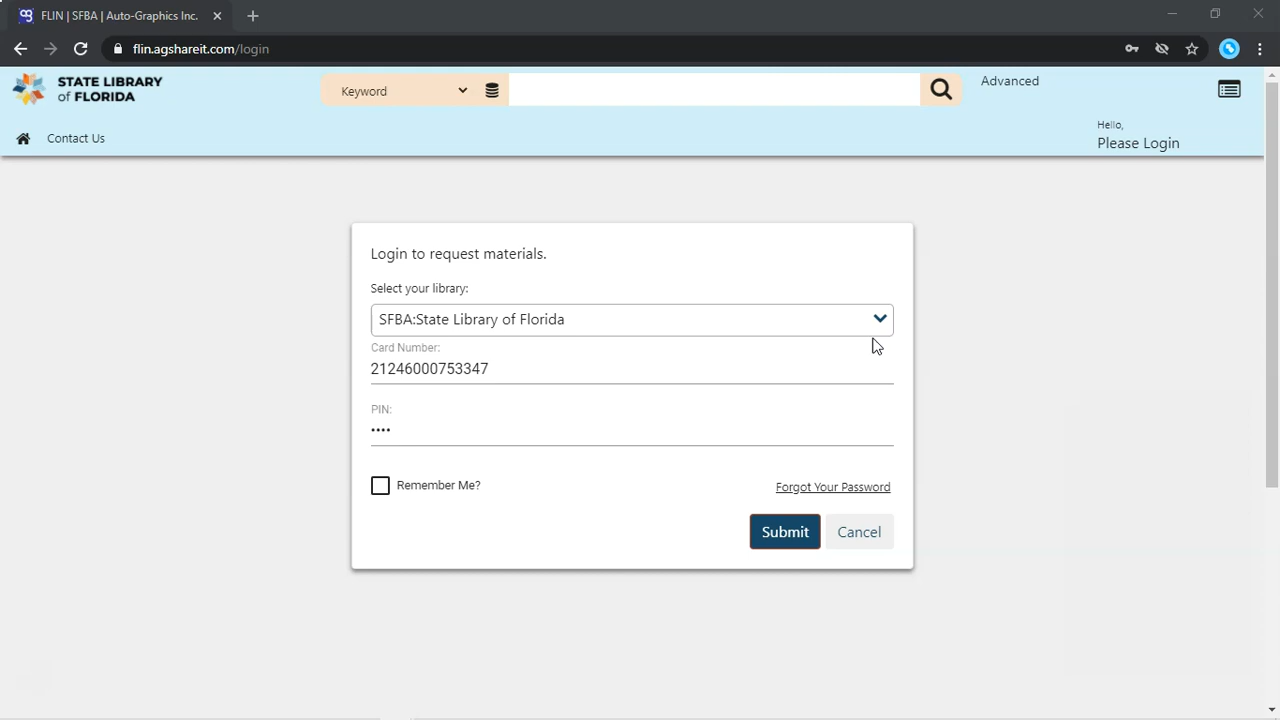 FLIN | SFBA | Auto-Graphics Inc.
flin.agshareit.com/login
STATE LIBRARY
of FLORIDA
Keyword
Advanced
Contact Us
Hello,
Please Login
Login to request materials.
Select your library:
SFBA:State Library of Florida
Card Number:
21246000753347
PIN:
••••
Remember Me?
Forgot Your Password
Submit
Cancel